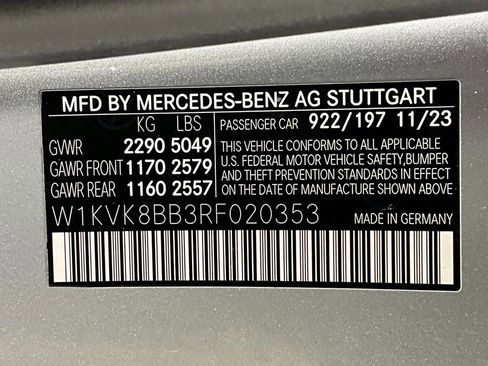 MFD BY MERCEDES-BENZ AG STUTTGART
KG LBS PASSENGER CAR 922/197 11/23
GVWR 2290 5049
GAWR FRONT 1170 2579
GAWR REAR 1160 2557
THIS VEHICLE CONFORMS TO ALL APPLICABLE
U.S. FEDERAL MOTOR VEHICLE SAFETY, BUMPER
AND THEFT PREVENTION STANDARDS IN EFFECT
ON THE DATE OF MANUFACTURE SHOWN ABOVE.
W1KVK8BB3RF020353 MADE IN GERMANY